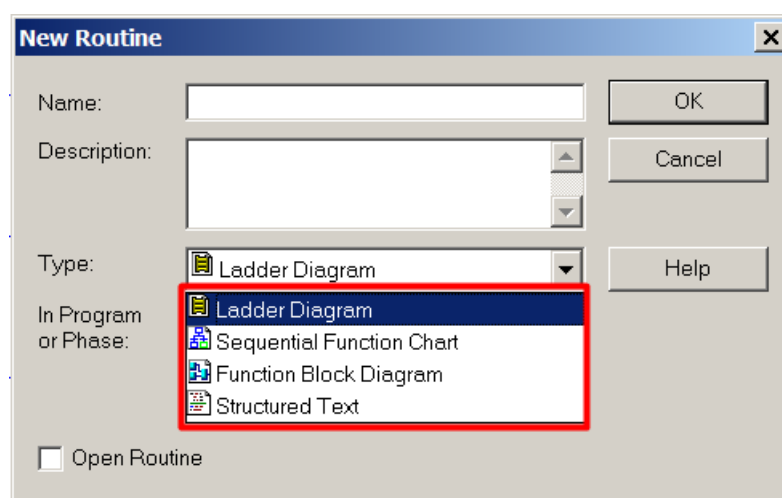 New Routine
Name:
OK
Description:
Cancel
Type:
Ladder Diagram
Help
In Program
or Phase:
Ladder Diagram
Sequential Function Chart
Function Block Diagram
Structured Text
Open Routine